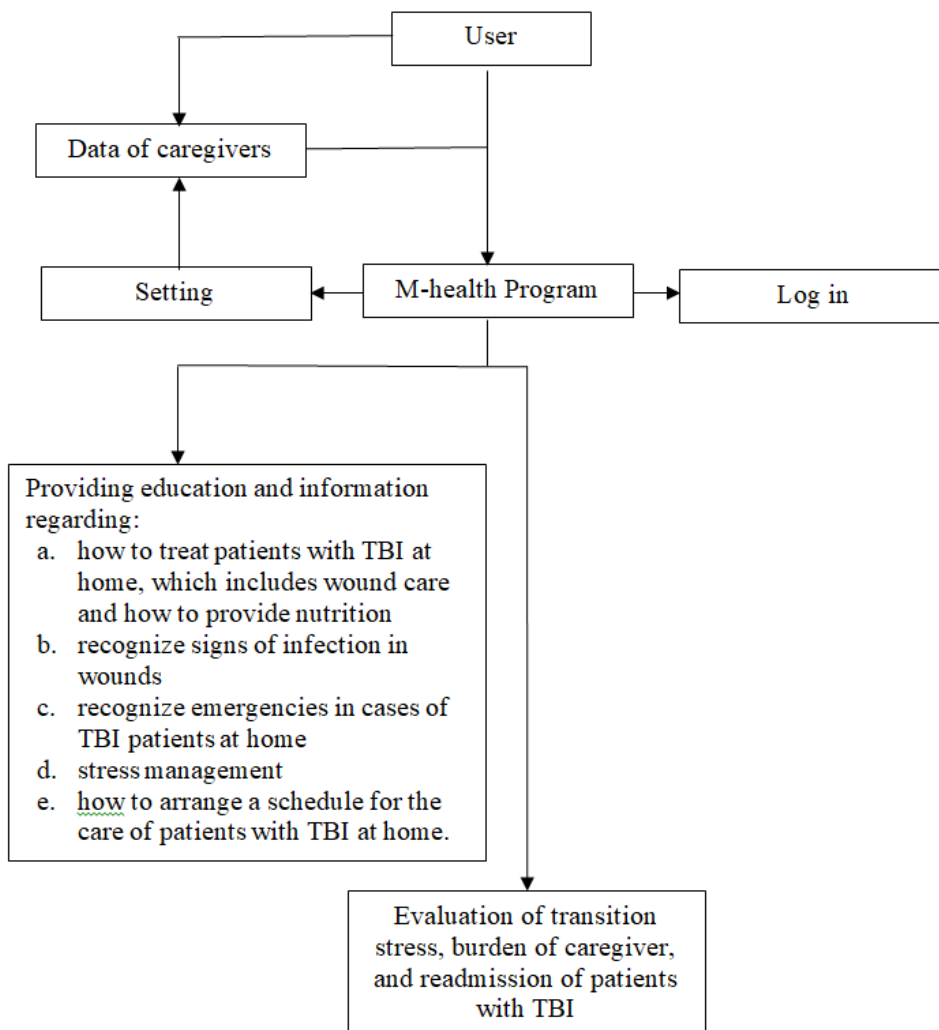 User
Data of caregivers
Setting
M-health Program
Log in
Providing education and information
regarding:
a. how to treat patients with TBI at
home, which includes wound care
and how to provide nutrition
b. recognize signs of infection in
wounds
c. recognize emergencies in cases of
TBI patients at home
d. stress management
e. how to arrange a schedule for the
care of patients with TBI at home.
Evaluation of transition
stress, burden of caregiver,
and readmission of patients
with TBI